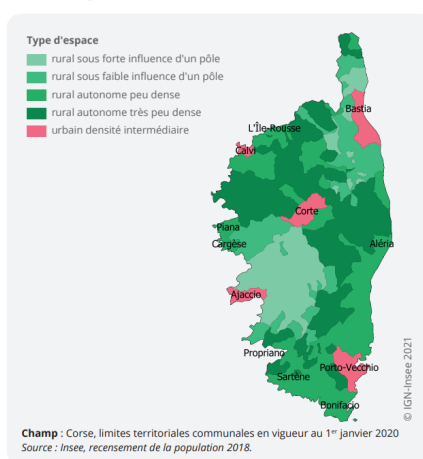 Type d'espace
rural sous forte influence d'un pôle
rural sous faible influence d'un pôle
rural autonome peu dense
rural autonome très peu dense
urbain densité intermédiaire
Bastia
L'Île-Rousse
Calvi
Corte
Piana
Cargèse
Aléria
Ajaccio
Propriano
Porto-Vecchio
Sartène
Bonifacio
© IGN-Insee 2021
Champ : Corse, limites territoriales communales en vigueur au 1er janvier 2020
Source : Insee, recensement de la population 2018.